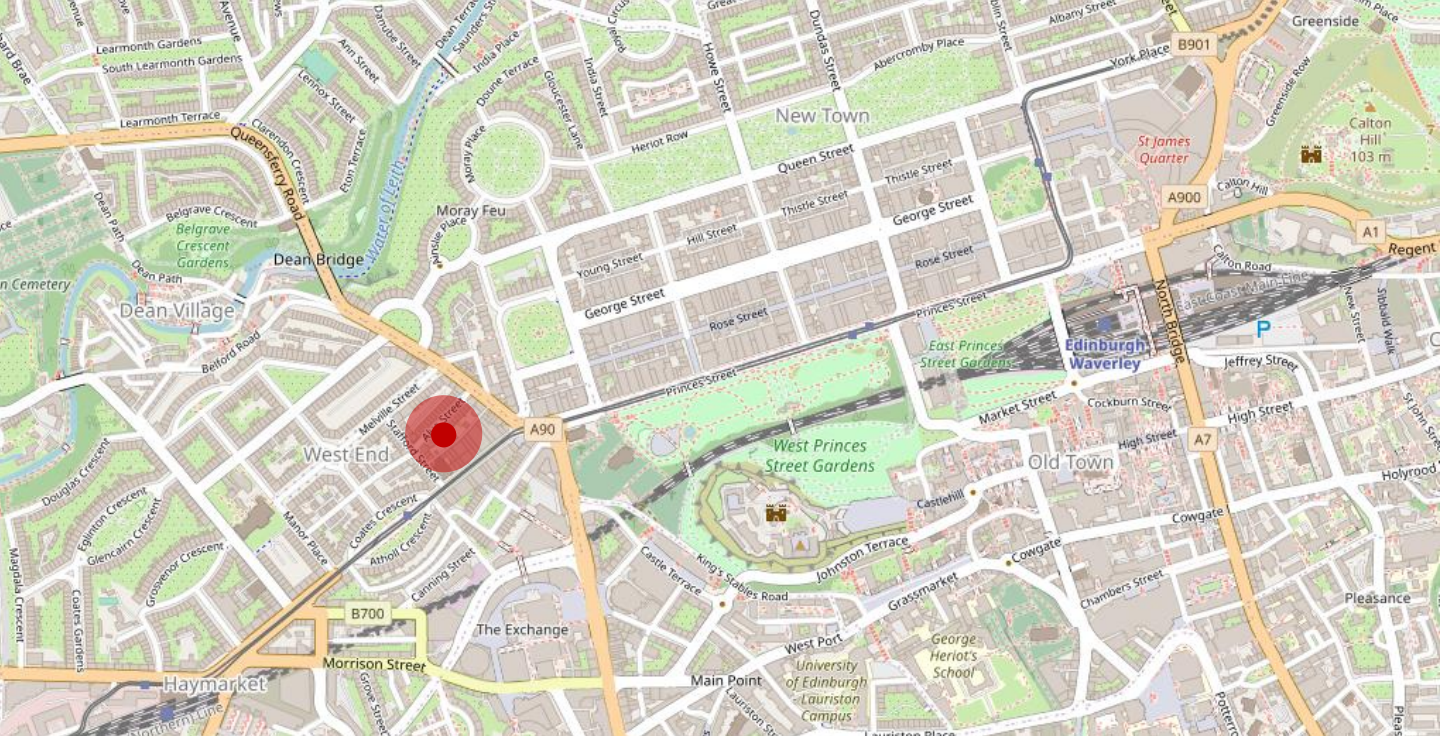 Greenside
Learmonth Gardens
South Learmonth Gardens
Danube Street
Dean Terra
Saunders Str
India Place
Ann Street
Lennox Street
Doune Terrace
Gloucester Lane
India Street
Howe Street
Dundas Street
Abercromby Place
Albany Street
York Place
B901
Greenside Row
Learmonth Terrace
Queensferry Road
Clarendon Crescent
Eton Terrace
Water of Leith
Moray Place
Heriot Row
New Town
Queen Street
Thistle Street
Thistle Street
St James
Quarter
Calton
Hill
103 m
Calton Hill
A900
A1
Regent
Dean Path
Belgrave Crescent
Belgrave
Crescent
Gardens
Moray Feu
Ainslie Place
Hill Street
George Street
Young Street
Rose Street
Dean Bridge
n Cemetery
Dean Path
Dean Village
Belford Road
George Street
Rose Street
Princes Street
Calton Road
East Coast Main Line
North Bridge
New Street
Sibbald Walk
P
East Princes
Street Gardens
Edinburgh
Waverley
Jeffrey Street
Princes Street
Market Street
Cockburn Street
High Street
High Street
St John Street
A90
A7
Melville Street
Stafford Street
West End
West Princes
Street Gardens
Old Town
Holyrood
Douglas Crescent
Eglinton Crescent
Glencairn Crescent
Grosvenor Crescent
Magdala Crescent
Coates Gardens
Manor Place
Coates Crescent
Atholl Crescent
Canning Street
Castlehill
Johnston Terrace
Cowgate
Cowgate
Castle Terrace
King's Stables Road
Grassmarket
Chambers Street
Pleasance
B700
The Exchange
West Port
George
Heriot's
School
Morrison Street
Haymarket
Main Point
University
of Edinburgh
Lauriston
Campus
Grove Street
Lauriston
Northern Line
Lauriston Place
Potterro
Pleas